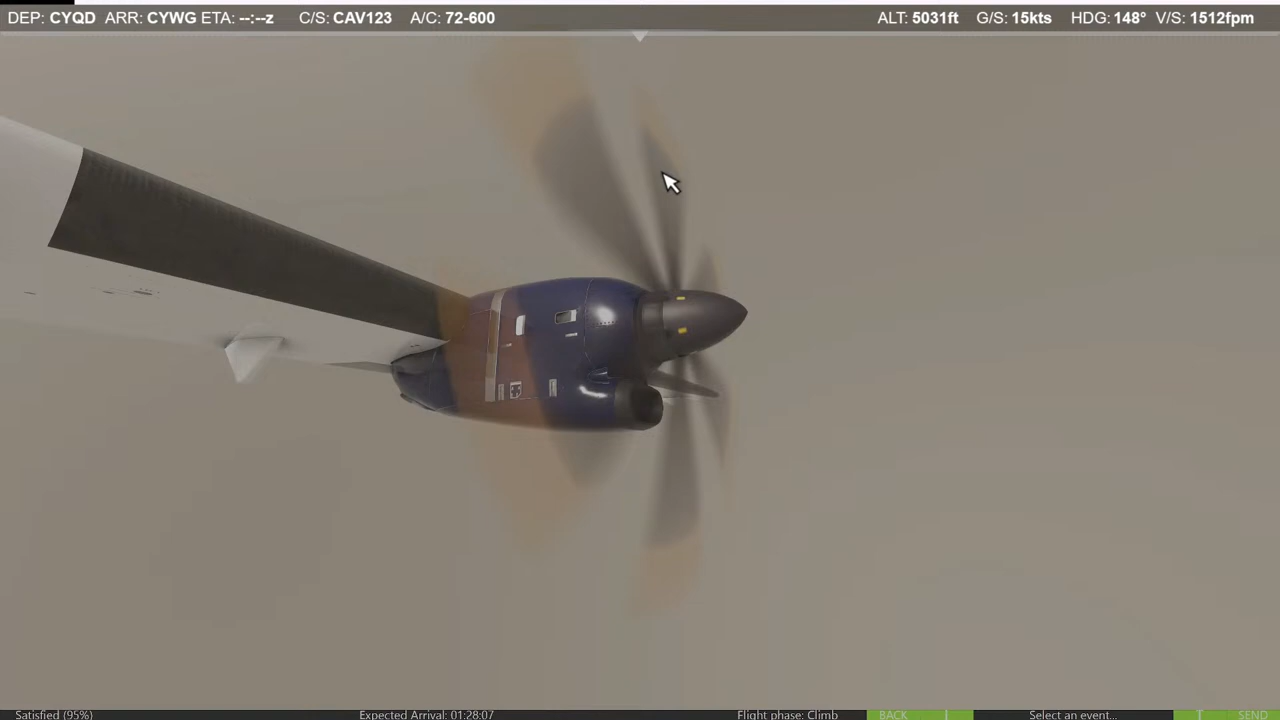 DEP: CYQD ARR: CYWG ETA: --:--z C/S: CAV123 A/C: 72-600 ALT: 5031ft G/S: 15kts HDG: 148° V/S: 1512fpm
Satisfied (95%) Expected Arrival: 01:28:07 Flight phase: Climb BACK Select an event... SEND